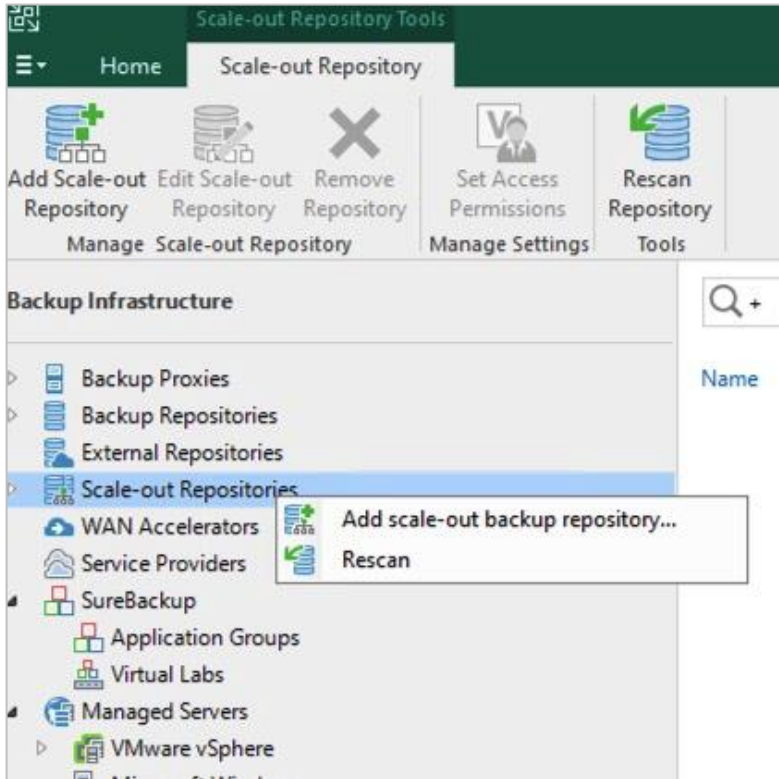 Scale-out Repository Tools
Home Scale-out Repository
Add Scale-out Edit Scale-out Remove Set Access Rescan
Repository Repository Repository Permissions Repository
Manage Scale-out Repository Manage Settings Tools
Backup Infrastructure
+
Name
Backup Proxies
Backup Repositories
External Repositories
Scale-out Repositories
Add scale-out backup repository...
WAN Accelerators
Rescan
Service Providers
SureBackup
Application Groups
Virtual Labs
Managed Servers
VMware vSphere